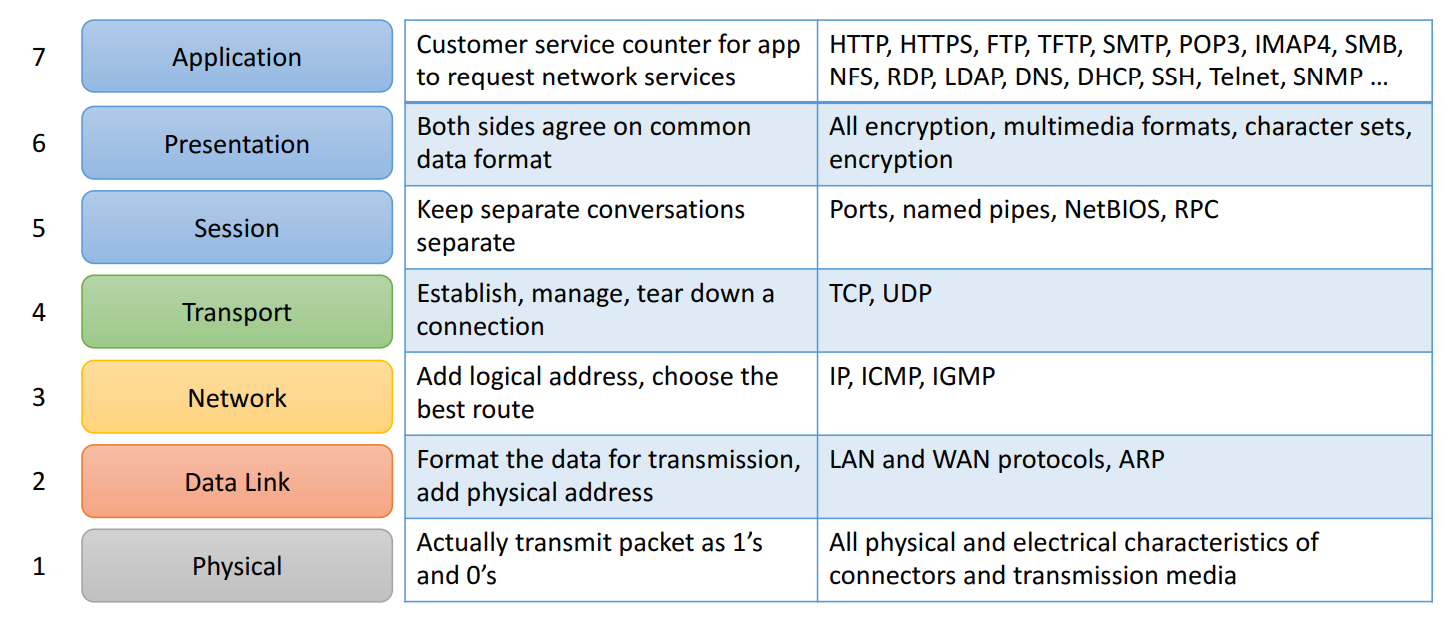 7
Application
Customer service counter for app
to request network services
HTTP, HTTPS, FTP, TFTP, SMTP, POP3, IMAP4, SMB,
NFS, RDP, LDAP, DNS, DHCP, SSH, Telnet, SNMP ...
6
Presentation
Both sides agree on common
data format
All encryption, multimedia formats, character sets,
encryption
5
Session
Keep separate conversations
separate
Ports, named pipes, NetBIOS, RPC
4
Transport
Establish, manage, tear down a
connection
TCP, UDP
3
Network
Add logical address, choose the
best route
IP, ICMP, IGMP
2
Data Link
Format the data for transmission,
add physical address
LAN and WAN protocols, ARP
1
Physical
Actually transmit packet as 1’s
and 0’s
All physical and electrical characteristics of
connectors and transmission media